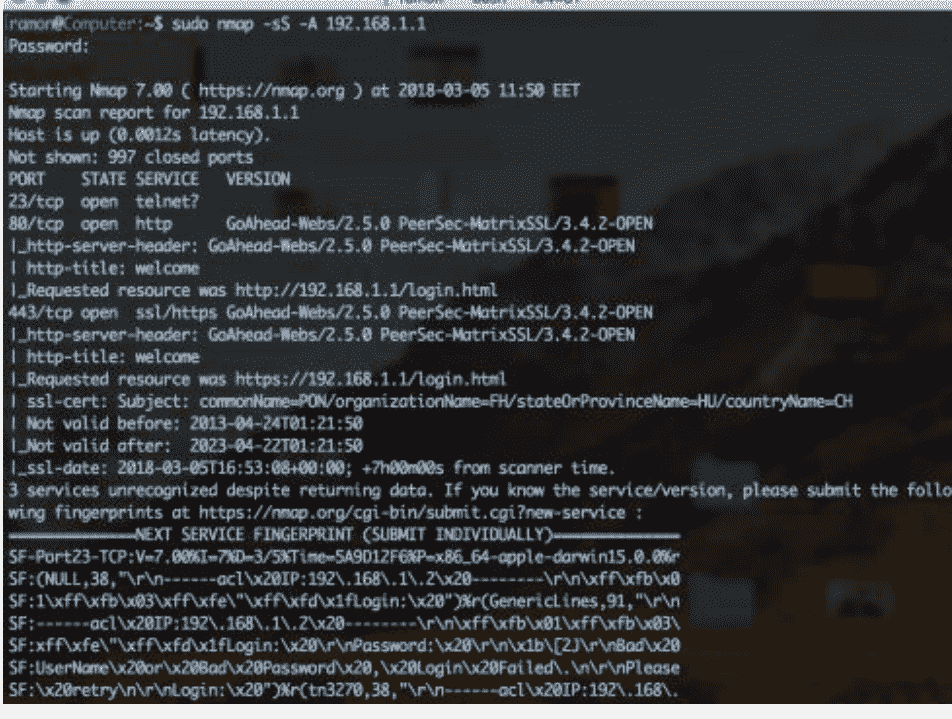 ramon@Computer:~$ sudo nmap -sS -A 192.168.1.1
Password:
Starting Nmap 7.00 ( https://nmap.org ) at 2018-03-05 11:50 EET
Nmap scan report for 192.168.1.1
Host is up (0.0012s latency).
Not shown: 997 closed ports
PORT    STATE SERVICE   VERSION
23/tcp  open  telnet?
80/tcp  open  http      GoAhead-Webs/2.5.0 PeerSec-MatrixSSL/3.4.2-OPEN
|_http-server-header: GoAhead-Webs/2.5.0 PeerSec-MatrixSSL/3.4.2-OPEN
| http-title: welcome
|_Requested resource was http://192.168.1.1/login.html
443/tcp open  ssl/https GoAhead-Webs/2.5.0 PeerSec-MatrixSSL/3.4.2-OPEN
|_http-server-header: GoAhead-Webs/2.5.0 PeerSec-MatrixSSL/3.4.2-OPEN
| http-title: welcome
|_Requested resource was https://192.168.1.1/login.html
| ssl-cert: Subject: commonName=PON/organizationName=FH/stateOrProvinceName=HU/countryName=CH
| Not valid before: 2013-04-24T01:21:50
|_Not valid after:  2023-04-22T01:21:50
|_ssl-date: 2018-03-05T16:53:08+00:00; +7h00m00s from scanner time.
3 services unrecognized despite returning data. If you know the service/version, please submit the follo
wing fingerprints at https://nmap.org/cgi-bin/submit.cgi?new-service :
==============NEXT SERVICE FINGERPRINT (SUBMIT INDIVIDUALLY)==============
SF-Port23-TCP:V=7.00%I=7%D=3/5%Time=5A9D12F6%P=x86_64-apple-darwin15.0.0%r
SF:(NULL,38,"\r\n------acl\x20IP:192\.168\.1\.2\x20--------\r\n\xff\xfb\x0
SF:1\xff\xfb\x03\xff\xfe\"\xff\xfd\x1fLogin:\x20")%r(GenericLines,91,"\r\n
SF:------acl\x20IP:192\.168\.1\.2\x20--------\r\n\xff\xfb\x01\xff\xfb\x03\
SF:xff\xfe\"\xff\xfd\x1fLogin:\x20\r\nPassword:\x20\r\n\x1b\[2J\r\nBad\x20
SF:UserName\x20or\x20Bad\x20Password\x20,\x20Login\x20Failed\.\n\r\nPlease
SF:\x20retry\n\r\nLogin:\x20")%r(tn3270,38,"\r\n------acl\x20IP:192\.168\.